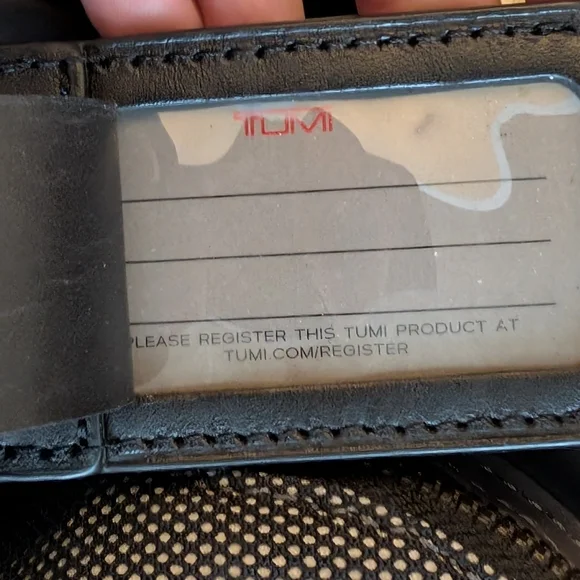 TUMI
PLEASE REGISTER THIS TUMI PRODUCT AT
TUMI.COM/REGISTER